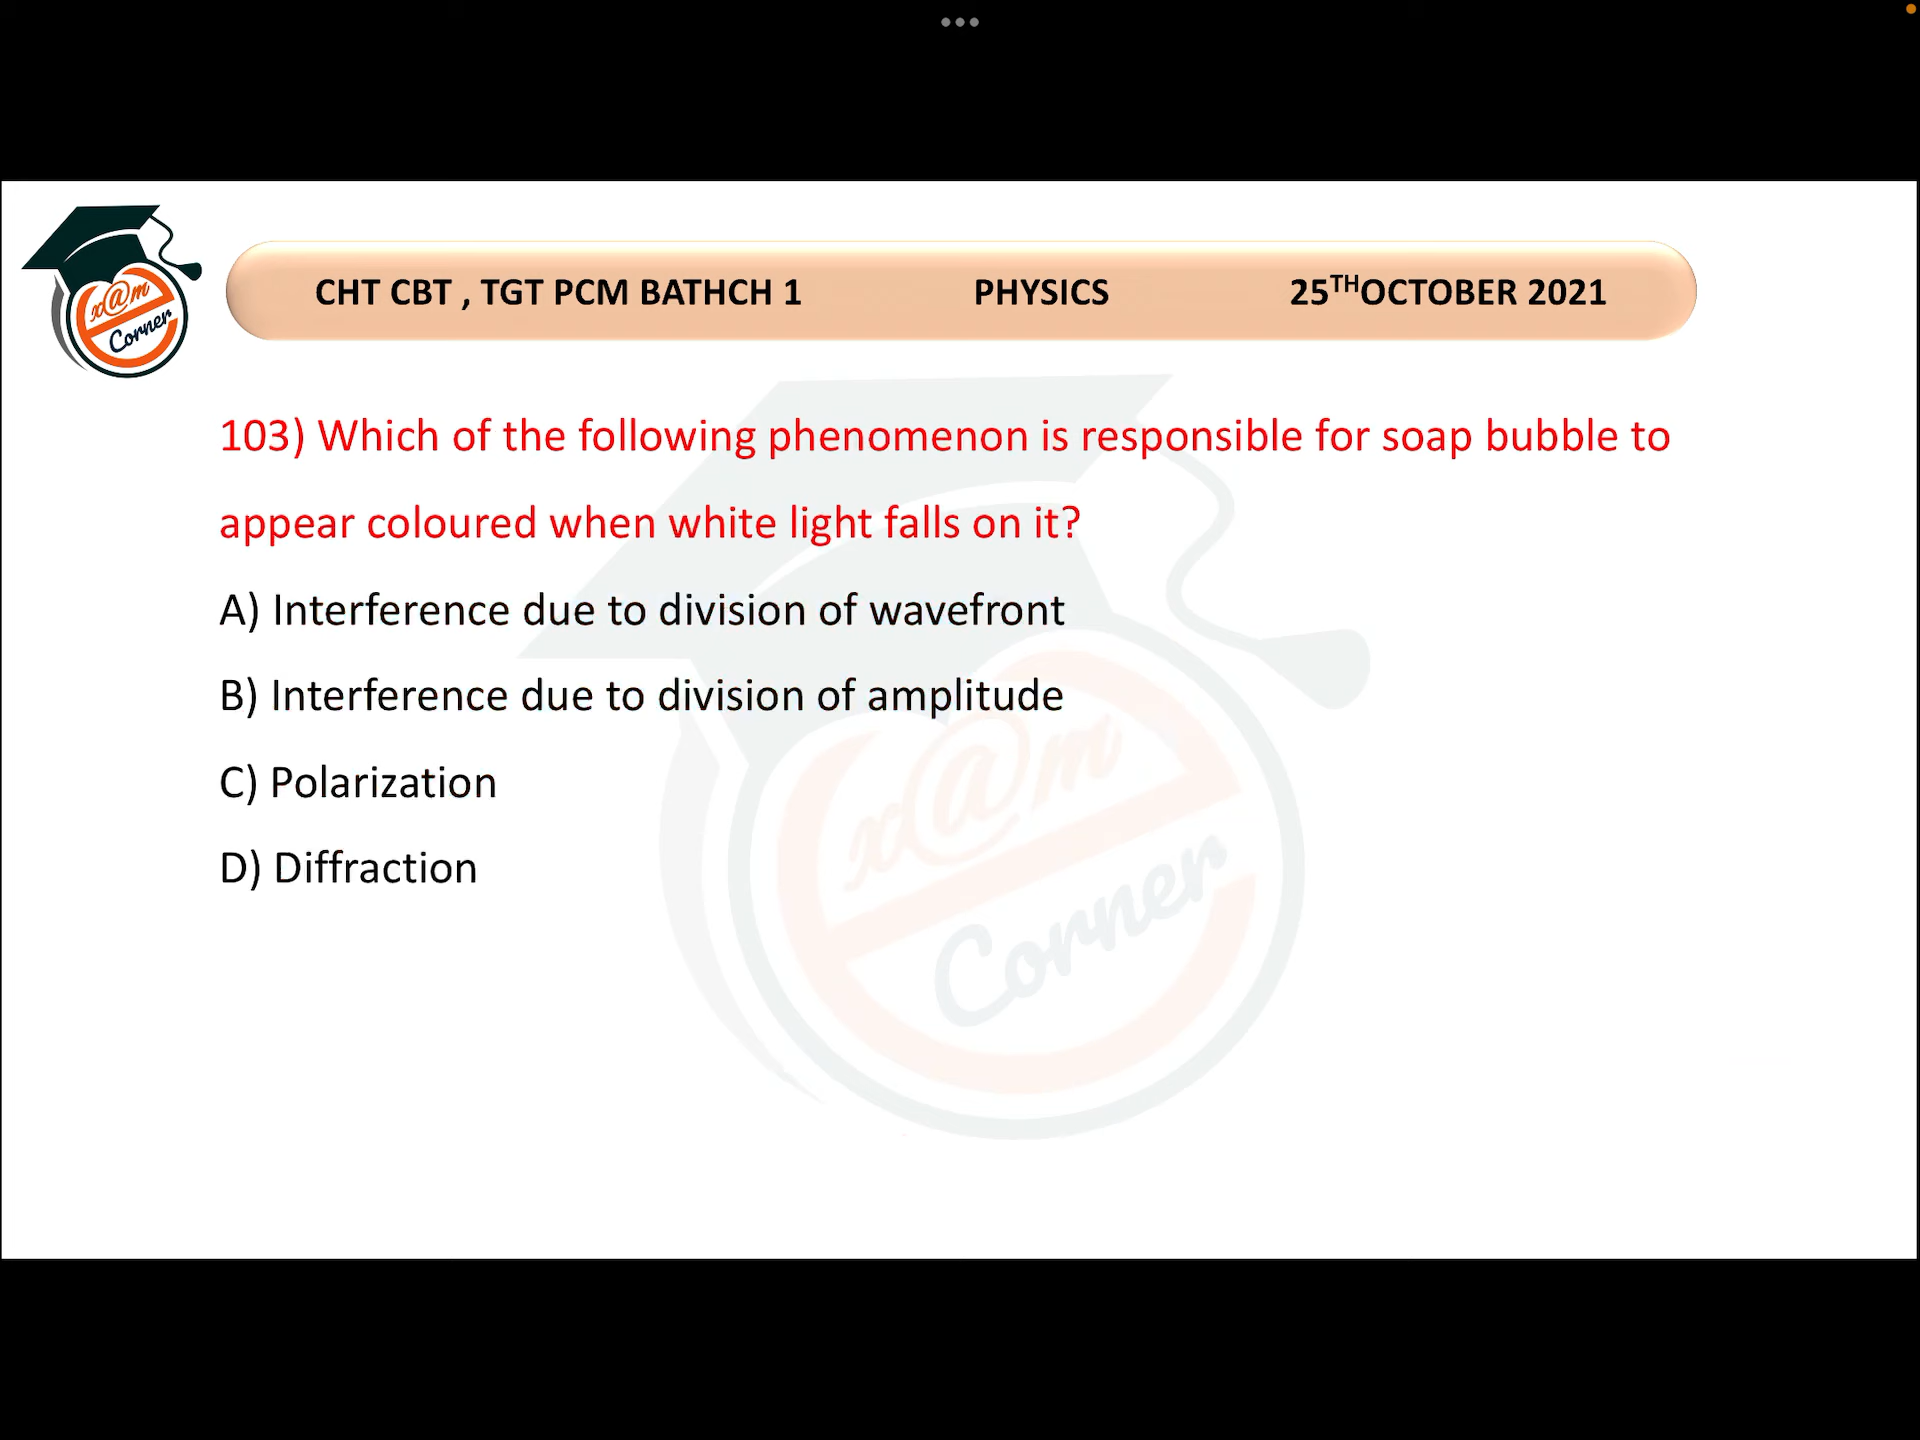 x@m
Corner
CHT CBT , TGT PCM BATHCH 1 PHYSICS 25THOCTOBER 2021
103) Which of the following phenomenon is responsible for soap bubble to
appear coloured when white light falls on it?
A) Interference due to division of wavefront
B) Interference due to division of amplitude
C) Polarization
D) Diffraction
x@m
Corner